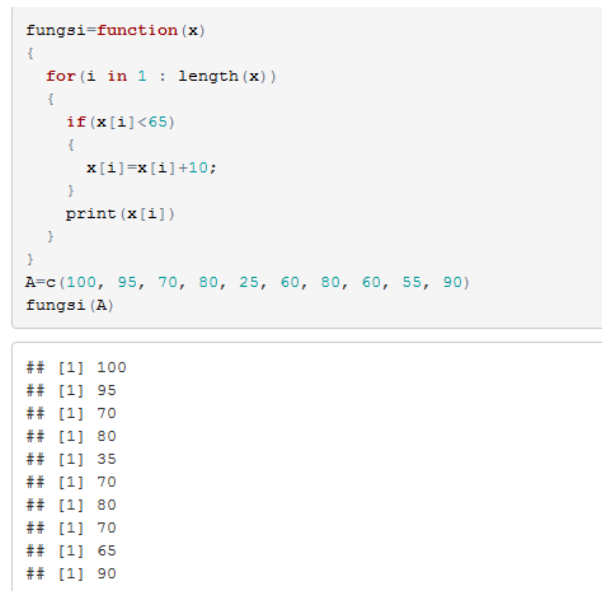 fungsi=function(x)
{
  for(i in 1 : length(x))
  {
    if(x[i]<65)
    {
      x[i]=x[i]+10;
    }
    print(x[i])
  }
}
A=c(100, 95, 70, 80, 25, 60, 80, 60, 55, 90)
fungsi(A)
## [1] 100
## [1] 95
## [1] 70
## [1] 80
## [1] 35
## [1] 70
## [1] 80
## [1] 70
## [1] 65
## [1] 90